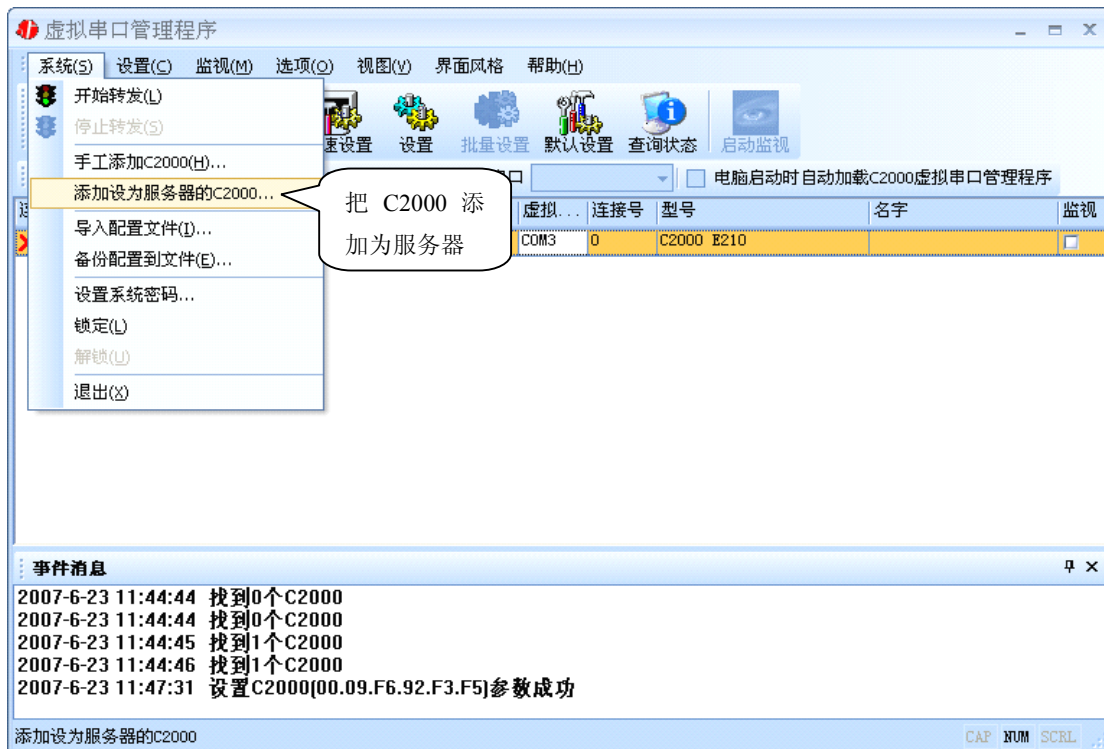 虚拟串口管理程序
系统(S) 设置(C) 监视(M) 选项(O) 视图(V) 界面风格 帮助(H)
开始转发(L)
停止转发(S)
手工添加C2000(H)...
添加设为服务器的C2000...
导入配置文件(I)...
备份配置到文件(E)...
设置系统密码...
锁定(L)
解锁(U)
退出(X)
速设置 设置 批量设置 默认设置 查询状态 启动监视
口 电脑启动时自动加载C2000虚拟串口管理程序
把 C2000 添
加为服务器
虚拟... 连接号 型号 名字 监视
COM3 0 C2000 E210
事件消息
2007-6-23 11:44:44 找到0个C2000
2007-6-23 11:44:44 找到0个C2000
2007-6-23 11:44:45 找到1个C2000
2007-6-23 11:44:46 找到1个C2000
2007-6-23 11:47:31 设置C2000[00.09.F6.92.F3.F5]参数成功
添加设为服务器的C2000 CAP NUM SCRL